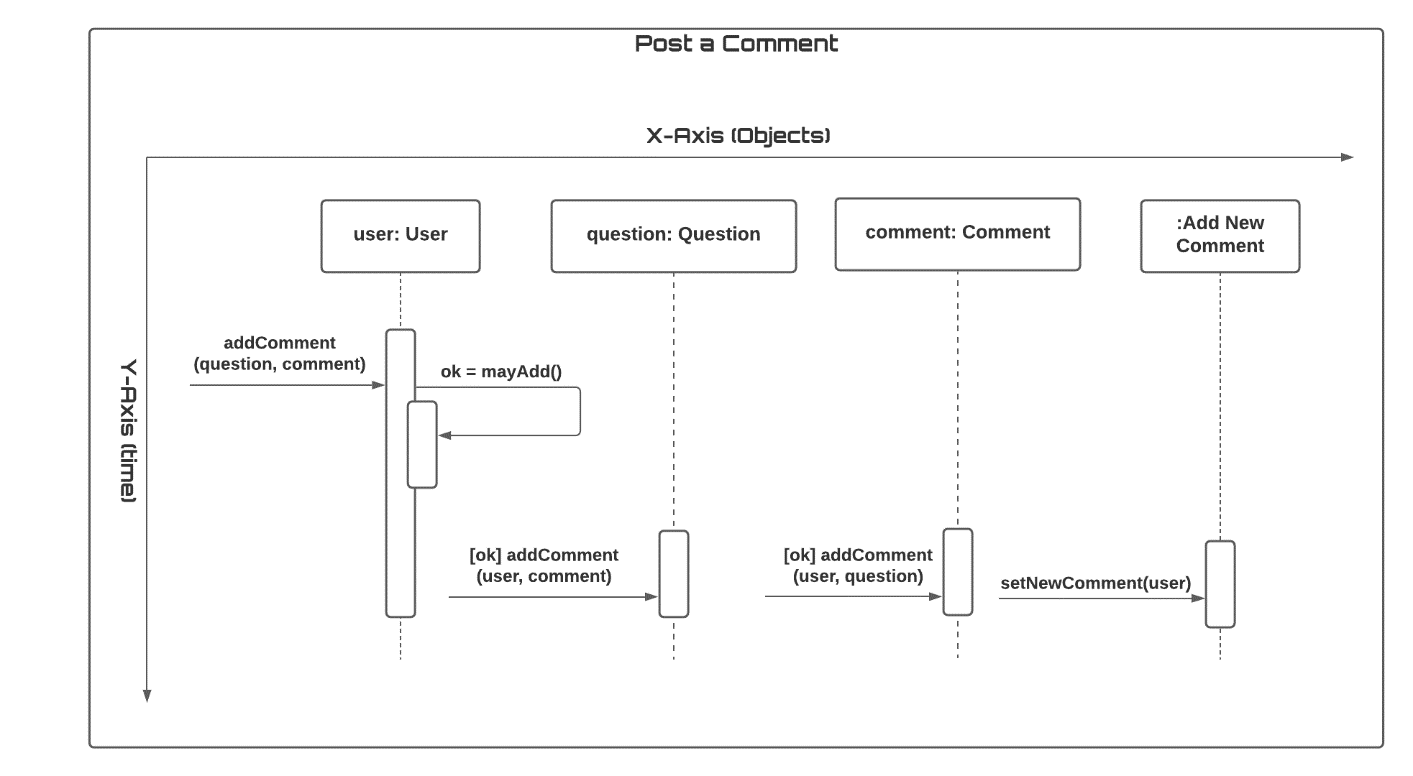 Post a Comment
X-Axis (Objects)
user: User
question: Question
comment: Comment
:Add New
Comment
Y-Axis (time)
addComment
(question, comment)
ok = mayAdd()
[ok] addComment
(user, comment)
[ok] addComment
(user, question)
setNewComment(user)